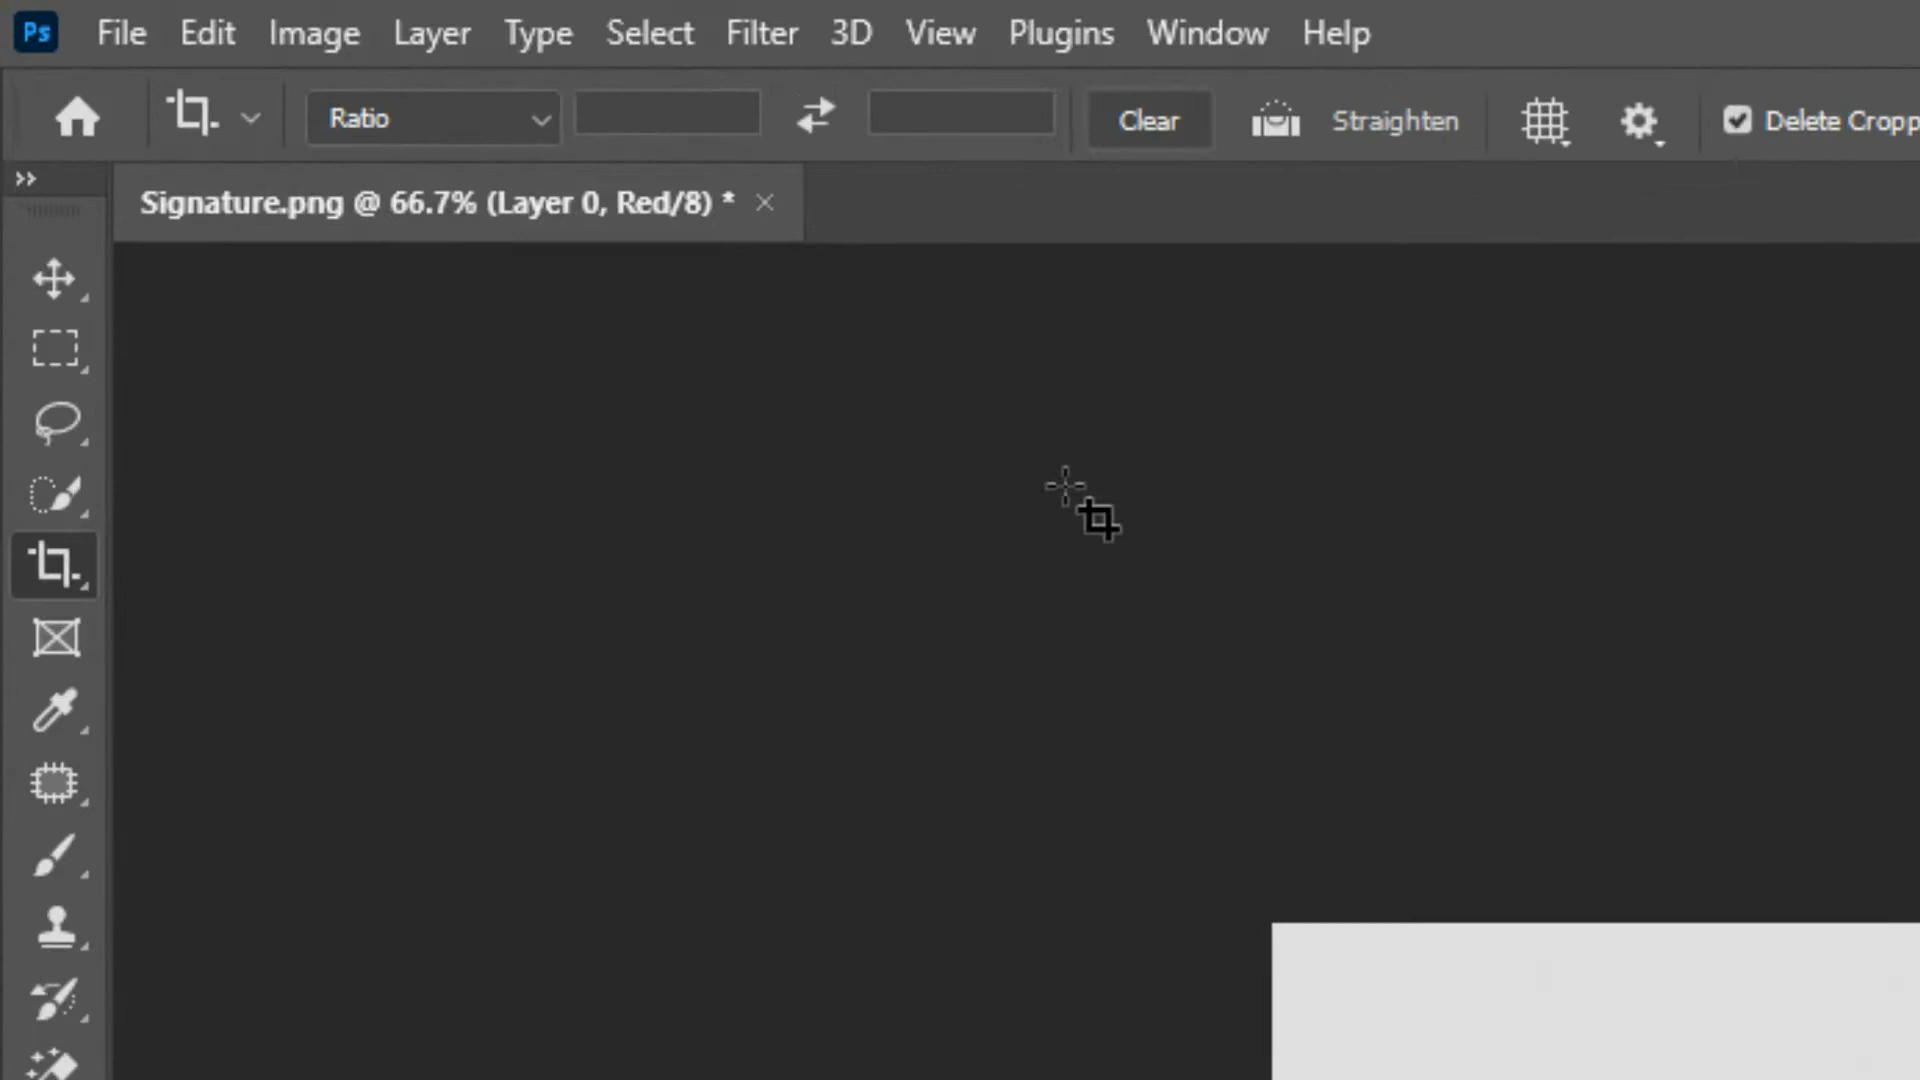 Ps File Edit Image Layer Type Select Filter 3D View Plugins Window Help
Ratio Clear Straighten Delete Cropp
Signature.png @ 66.7% (Layer 0, Red/8) *